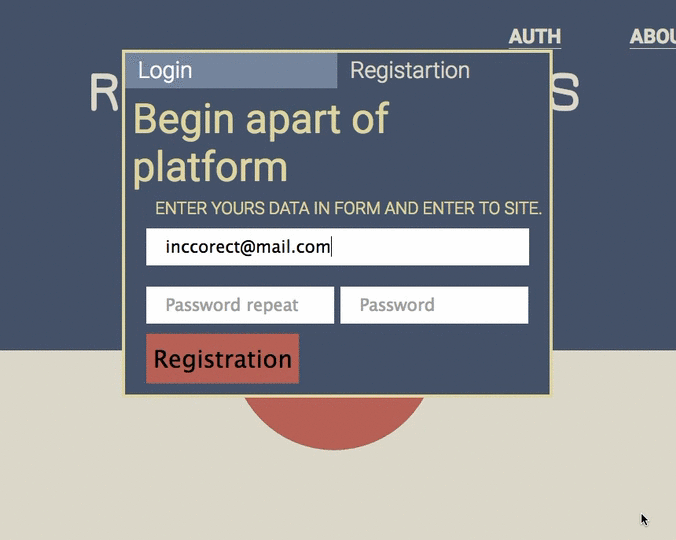 AUTH
Login Registartion
Begin apart of
platform
ENTER YOURS DATA IN FORM AND ENTER TO SITE.
inccorect@mail.com
Password repeat Password
Registration